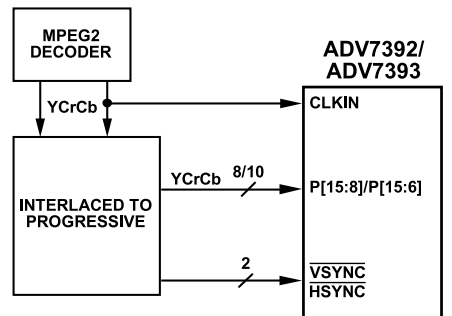 MPEG2
DECODER
YCrCb
ADV7392/
ADV7393
CLKIN
INTERLACED TO
PROGRESSIVE
YCrCb
8/10
P[15:8]/P[15:6]
2
VSYNC
HSYNC